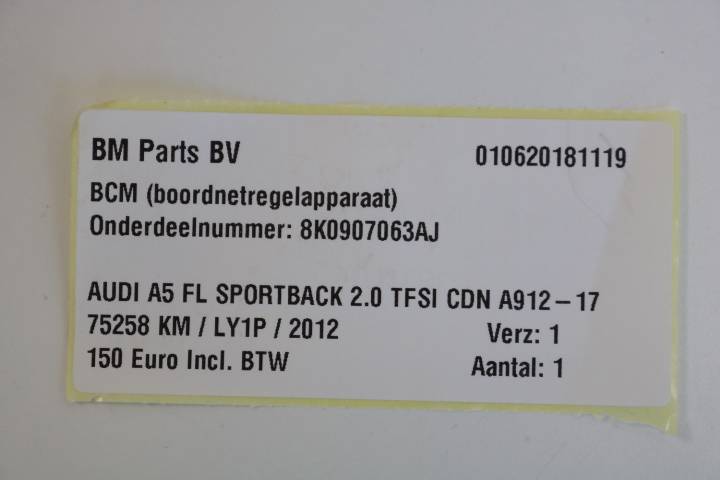 BM Parts BV 010620181119
BCM (boordnetregelapparaat)
Onderdeelnummer: 8K0907063AJ
AUDI A5 FL SPORTBACK 2.0 TFSI CDN A912-17
75258 KM / LY1P / 2012 Verz: 1
150 Euro Incl. BTW Aantal: 1